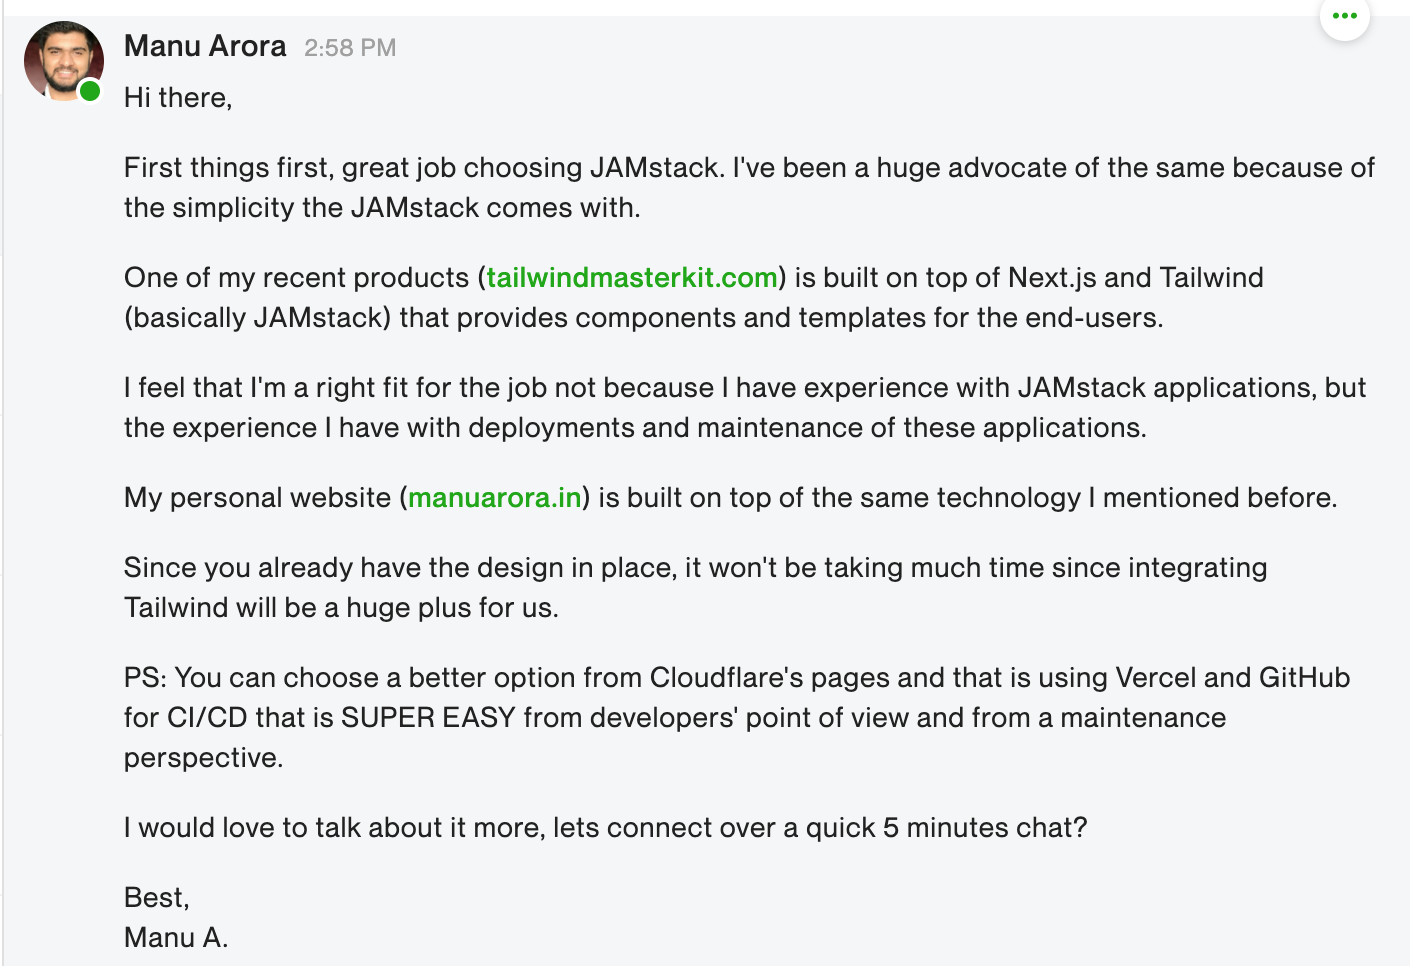 Manu Arora 2:58 PM
Hi there,
First things first, great job choosing JAMstack. I've been a huge advocate of the same because of
the simplicity the JAMstack comes with.
One of my recent products (tailwindmasterkit.com) is built on top of Next.js and Tailwind
(basically JAMstack) that provides components and templates for the end-users.
I feel that I'm a right fit for the job not because I have experience with JAMstack applications, but
the experience I have with deployments and maintenance of these applications.
My personal website (manuarora.in) is built on top of the same technology I mentioned before.
Since you already have the design in place, it won't be taking much time since integrating
Tailwind will be a huge plus for us.
PS: You can choose a better option from Cloudflare's pages and that is using Vercel and GitHub
for CI/CD that is SUPER EASY from developers' point of view and from a maintenance
perspective.
I would love to talk about it more, lets connect over a quick 5 minutes chat?
Best,
Manu A.